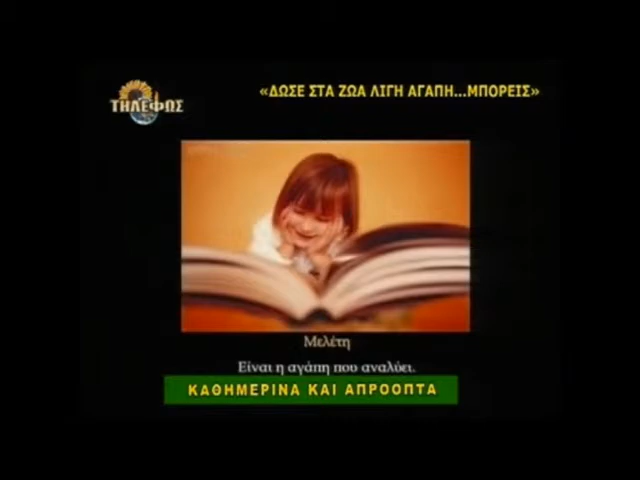 ΤΗΛΕΦΩΣ
«ΔΩΣΕ ΣΤΑ ΖΩΑ ΛΙΓΗ ΑΓΑΠΗ...ΜΠΟΡΕΙΣ»
Μελέτη
Είναι η αγάπη που αναλύει.
ΚΑΘΗΜΕΡΙΝΑ ΚΑΙ ΑΠΡΟΟΠΤΑ